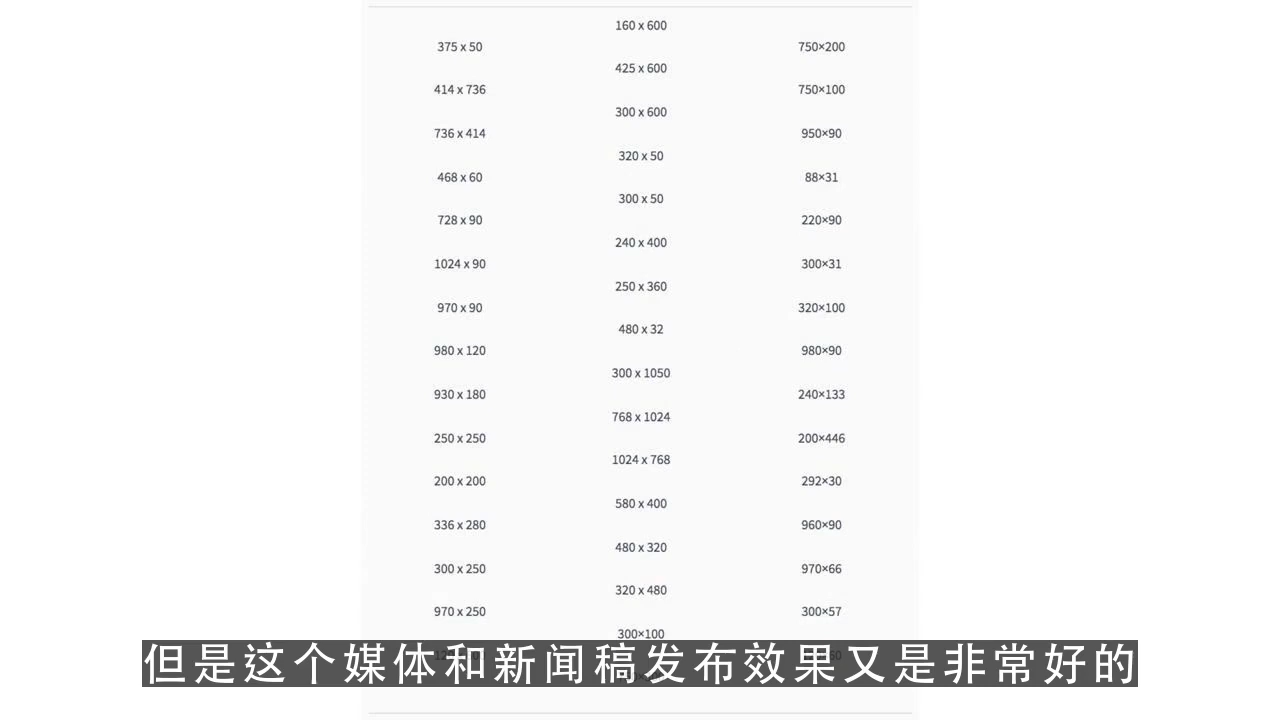 160 x 600
375 x 50
750×200
425 x 600
414 x 736
750×100
300 x 600
736 x 414
950×90
320 x 50
468 x 60
88×31
300 x 50
728 x 90
220×90
240 x 400
1024 x 90
300×31
250 x 360
970 x 90
320×100
480 x 32
980 x 120
980×90
300 x 1050
930 x 180
240×133
768 x 1024
250 x 250
200×446
1024 x 768
200 x 200
292×30
580 x 400
336 x 280
960×90
480 x 320
300 x 250
970×66
320 x 480
970 x 250
300×57
300×100
但是这个媒体和新闻稿发布效果又是非常好的